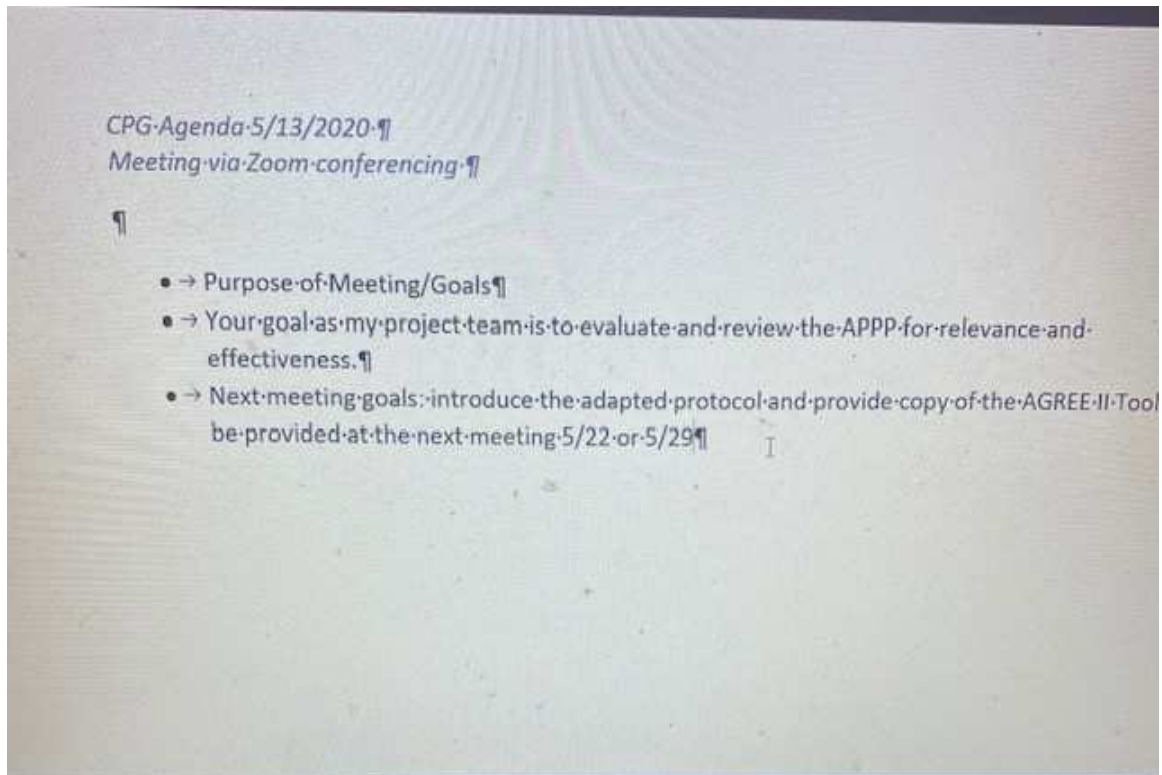 CPG Agenda 5/13/2020
Meeting via Zoom conferencing
• Purpose of Meeting/Goals
• Your goal as my project team is to evaluate and review the APPP for relevance and
effectiveness.
• Next meeting goals: introduce the adapted protocol and provide copy of the AGREE II Tool
be provided at the next meeting 5/22 or 5/29